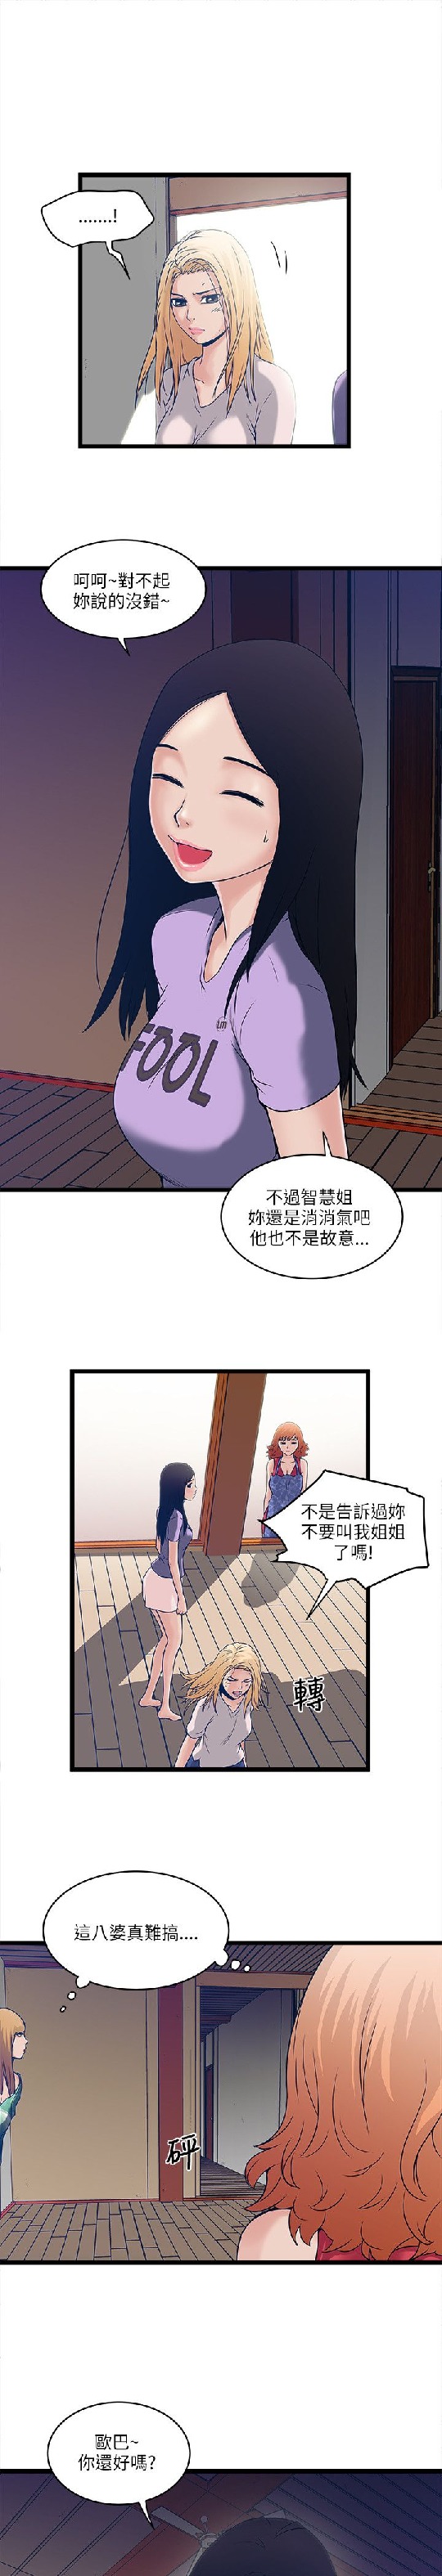 .......!
呵呵~對不起
妳說的沒錯~
FOOL
LM
不過智慧姐
妳還是消消氣吧
他也不是故意...
不是告訴過妳
不要叫我姐姐
了嗎!
轉
這八婆真難搞....
砰
歐巴~
你還好嗎?